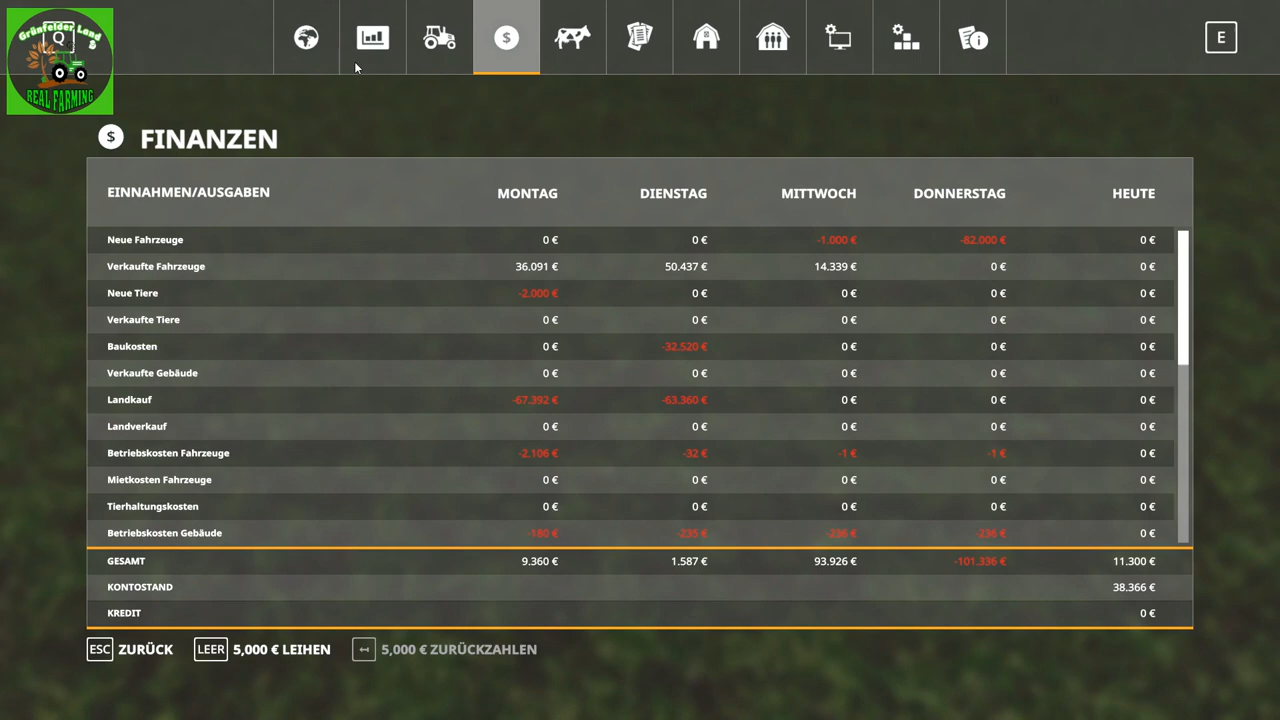 Grünfelder Land
&
Q
REAL FARMING
$
E
$ FINANZEN
EINNAHMEN/AUSGABEN MONTAG DIENSTAG MITTWOCH DONNERSTAG HEUTE
Neue Fahrzeuge 0 € 0 € -1.000 € -82.000 € 0 €
Verkaufte Fahrzeuge 36.091 € 50.437 € 14.339 € 0 € 0 €
Neue Tiere -2.000 € 0 € 0 € 0 € 0 €
Verkaufte Tiere 0 € 0 € 0 € 0 € 0 €
Baukosten 0 € -32.520 € 0 € 0 € 0 €
Verkaufte Gebäude 0 € 0 € 0 € 0 € 0 €
Landkauf -67.392 € -63.360 € 0 € 0 € 0 €
Landverkauf 0 € 0 € 0 € 0 € 0 €
Betriebskosten Fahrzeuge -2.106 € -32 € -1 € -1 € 0 €
Mietkosten Fahrzeuge 0 € 0 € 0 € 0 € 0 €
Tierhaltungskosten 0 € 0 € 0 € 0 € 0 €
Betriebskosten Gebäude -180 € -235 € -236 € -236 € 0 €
GESAMT 9.360 € 1.587 € 93.926 € -101.336 € 11.300 €
KONTOSTAND 38.366 €
KREDIT 0 €
ESC ZURÜCK LEER 5,000 € LEIHEN ↤ 5,000 € ZURÜCKZAHLEN